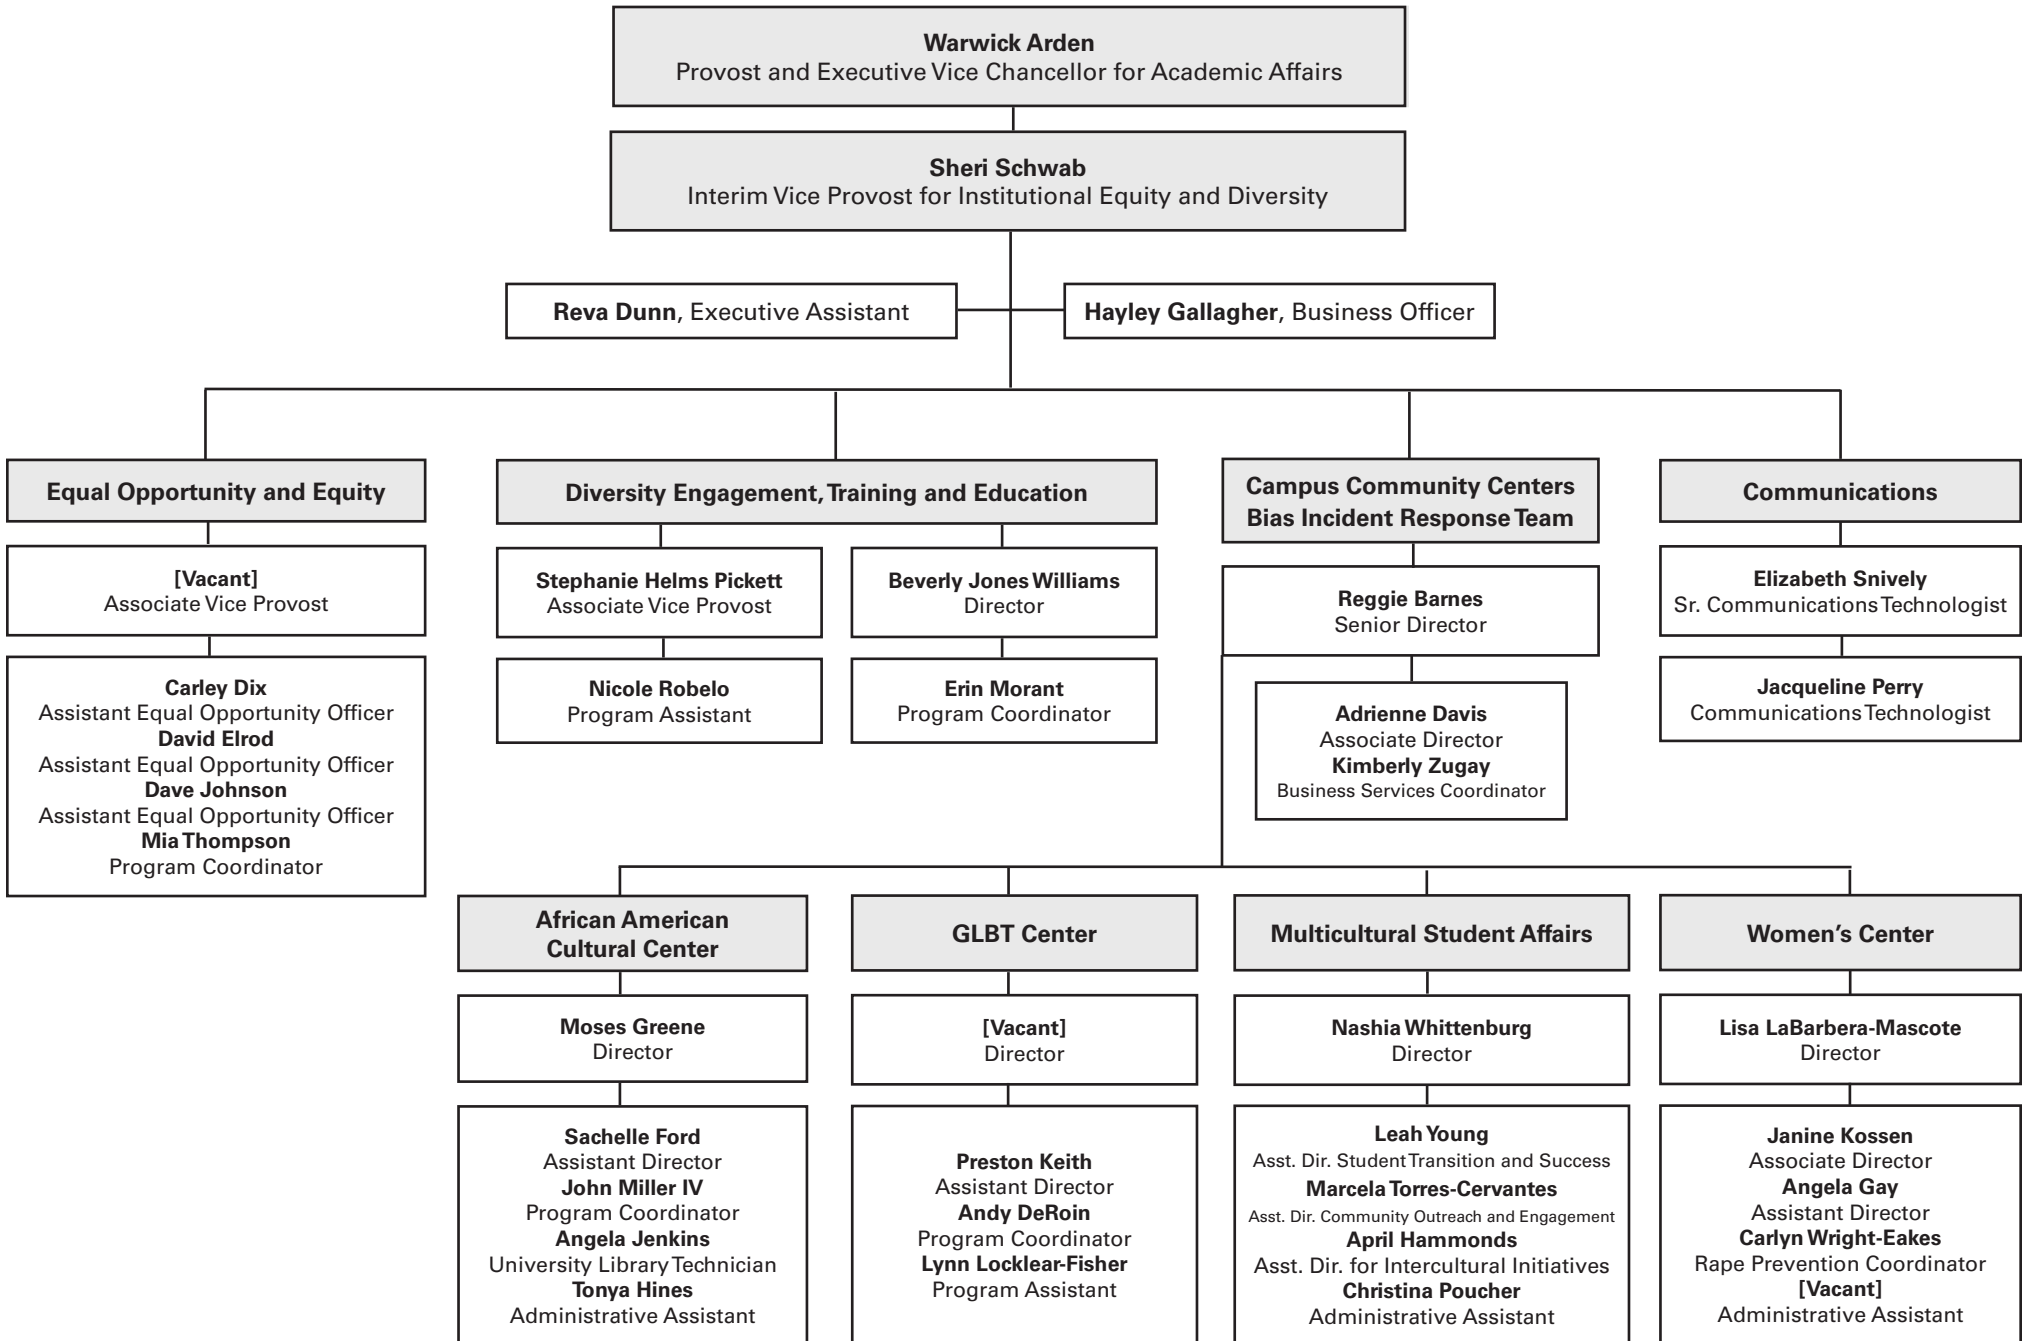 Warwick Arden
Provost and Executive Vice Chancellor for Academic Affairs
Sheri Schwab
Interim Vice Provost for Institutional Equity and Diversity
Reva Dunn, Executive Assistant
Hayley Gallagher, Business Officer
Equal Opportunity and Equity
[Vacant]
Associate Vice Provost
Carley Dix
Assistant Equal Opportunity Officer
David Elrod
Assistant Equal Opportunity Officer
Dave Johnson
Assistant Equal Opportunity Officer
Mia Thompson
Program Coordinator
Diversity Engagement, Training and Education
Stephanie Helms Pickett
Associate Vice Provost
Nicole Robelo
Program Assistant
Beverly Jones Williams
Director
Erin Morant
Program Coordinator
Campus Community Centers
Bias Incident Response Team
Reggie Barnes
Senior Director
Adrienne Davis
Associate Director
Kimberly Zugay
Business Services Coordinator
Communications
Elizabeth Snively
Sr. Communications Technologist
Jacqueline Perry
Communications Technologist
African American
Cultural Center
Moses Greene
Director
Sachelle Ford
Assistant Director
John Miller IV
Program Coordinator
Angela Jenkins
University Library Technician
Tonya Hines
Administrative Assistant
GLBT Center
[Vacant]
Director
Preston Keith
Assistant Director
Andy DeRoin
Program Coordinator
Lynn Locklear-Fisher
Program Assistant
Multicultural Student Affairs
Nashia Whittenburg
Director
Leah Young
Asst. Dir. Student Transition and Success
Marcela Torres-Cervantes
Asst. Dir. Community Outreach and Engagement
April Hammonds
Asst. Dir. for Intercultural Initiatives
Christina Poucher
Administrative Assistant
Women's Center
Lisa LaBarbera-Mascote
Director
Janine Kossen
Associate Director
Angela Gay
Assistant Director
Carlyn Wright-Eakes
Rape Prevention Coordinator
[Vacant]
Administrative Assistant